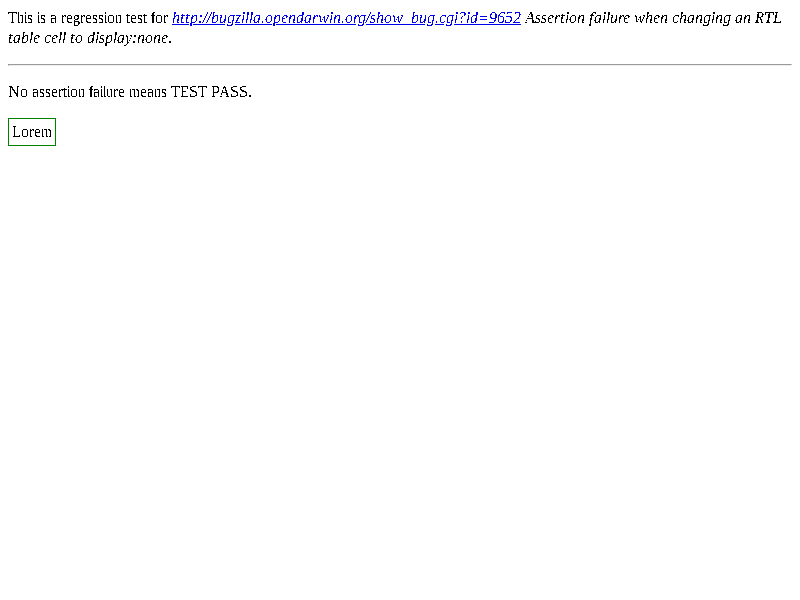 This is a regression test for http://bugzilla.opendarwin.org/show_bug.cgi?id=9652 Assertion failure when changing an RTL
table cell to display:none.
No assertion failure means TEST PASS.
Lorem